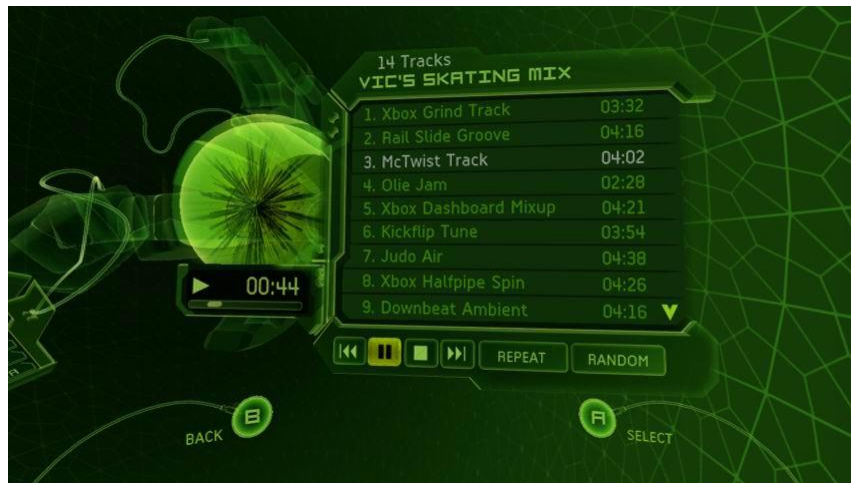 14 Tracks
VIC'S SKATING MIX
1. Xbox Grind Track 03:32
2. Rail Slide Groove 04:16
3. McTwist Track 04:02
4. Olie Jam 02:28
5. Xbox Dashboard Mixup 04:21
6. Kickflip Tune 03:54
7. Judo Air 04:38
8. Xbox Halfpipe Spin 04:26
9. Downbeat Ambient 04:16
00:44
REPEAT RANDOM
B BACK
A SELECT